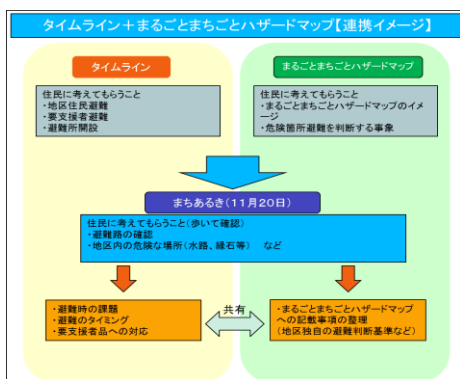 タイムライン＋まるごとまちごとハザードマップ【連携イメージ】
タイムライン
住民に考えてもらうこと
・地区住民避難
・要支援者避難
・避難所開設
まるごとまちごとハザードマップ
住民に考えてもらうこと
・まるごとまちごとハザードマップのイメ
ージ
・危険箇所避難を判断する事象
まちあるき(11月20日)
住民に考えてもらうこと(歩いて確認)
・避難路の確認
・地区内の危険な場所(水路、縁石等)　など
・避難時の課題
・避難のタイミング
・要支援者品への対応
共有
・まるごとまちごとハザードマップ
への記載事項の整理
(地区独自の避難判断基準など)